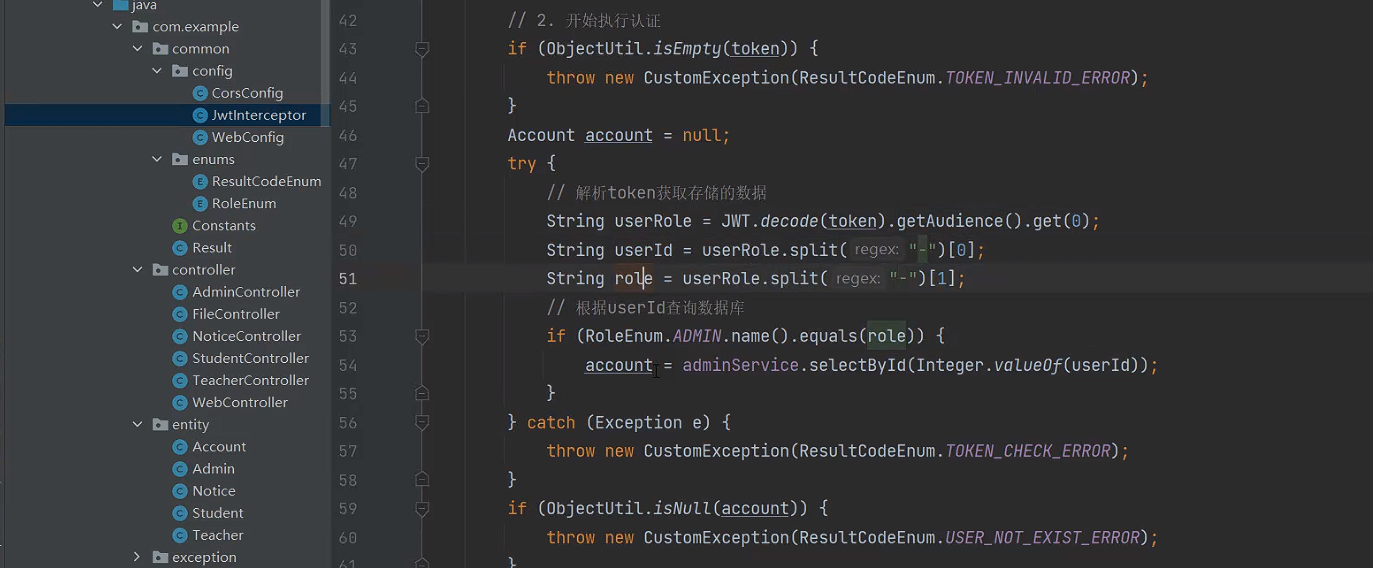 java
com.example
common
config
CorsConfig
JwtInterceptor
WebConfig
enums
ResultCodeEnum
RoleEnum
Constants
Result
controller
AdminController
FileController
NoticeController
StudentController
TeacherController
WebController
entity
Account
Admin
Notice
Student
Teacher
exception
42 // 2. 开始执行认证
43 if (ObjectUtil.isEmpty(token)) {
44 throw new CustomException(ResultCodeEnum.TOKEN_INVALID_ERROR);
45 }
46 Account account = null;
47 try {
48 // 解析token获取存储的数据
49 String userRole = JWT.decode(token).getAudience().get(0);
50 String userId = userRole.split( regex: "-")[0];
51 String role = userRole.split( regex: "-")[1];
52 // 根据userId查询数据库
53 if (RoleEnum.ADMIN.name().equals(role)) {
54 account = adminService.selectById(Integer.valueOf(userId));
55 }
56 } catch (Exception e) {
57 throw new CustomException(ResultCodeEnum.TOKEN_CHECK_ERROR);
58 }
59 if (ObjectUtil.isNull(account)) {
60 throw new CustomException(ResultCodeEnum.USER_NOT_EXIST_ERROR);
61 }